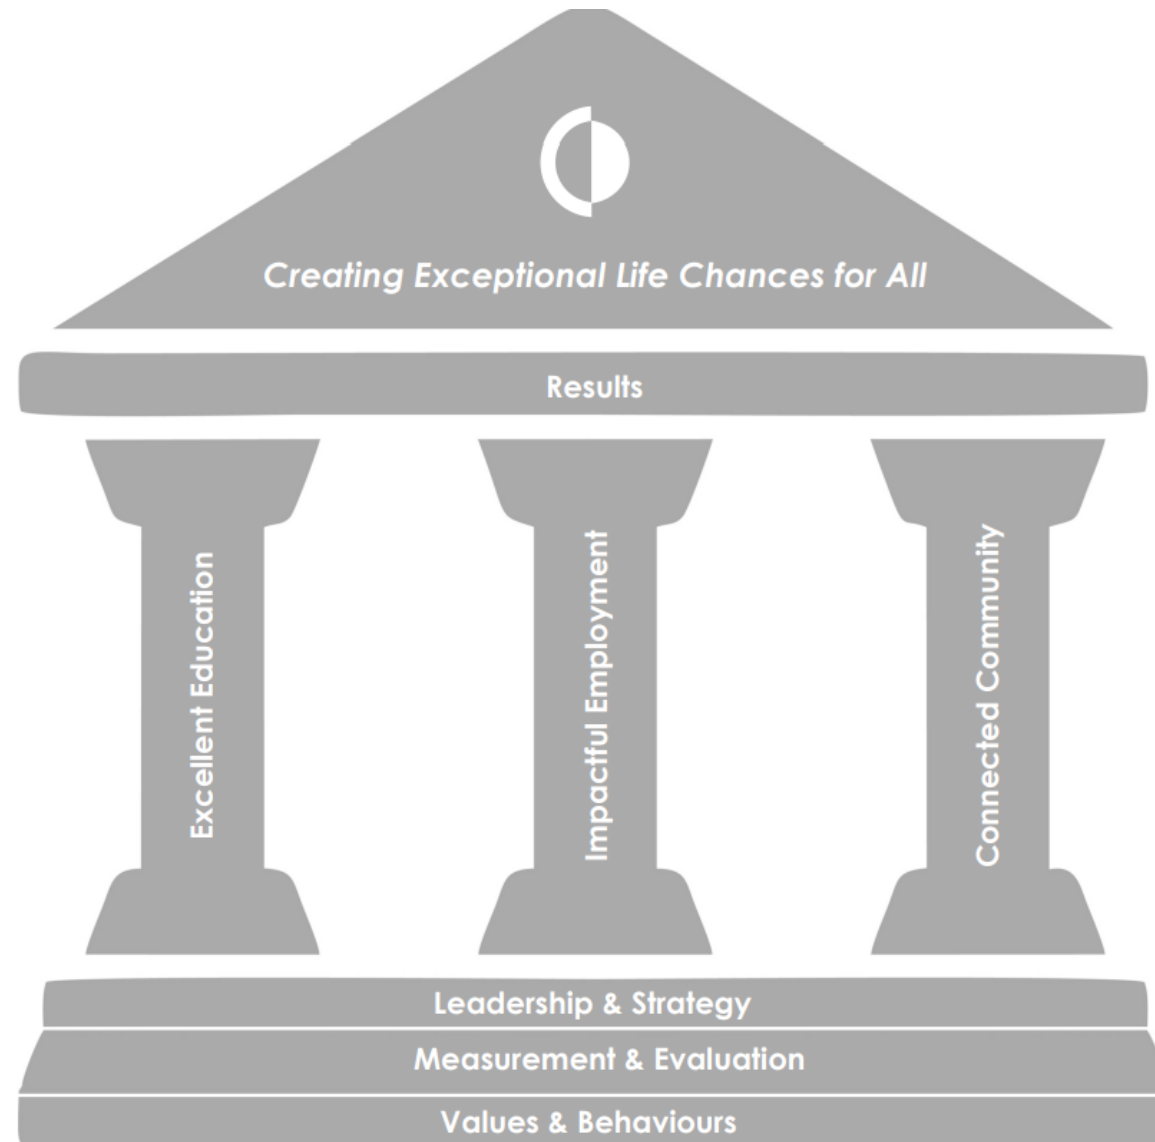 Creating Exceptional Life Chances for All
Results
Excellent Education
Impactful Employment
Connected Community
Leadership & Strategy
Measurement & Evaluation
Values & Behaviours